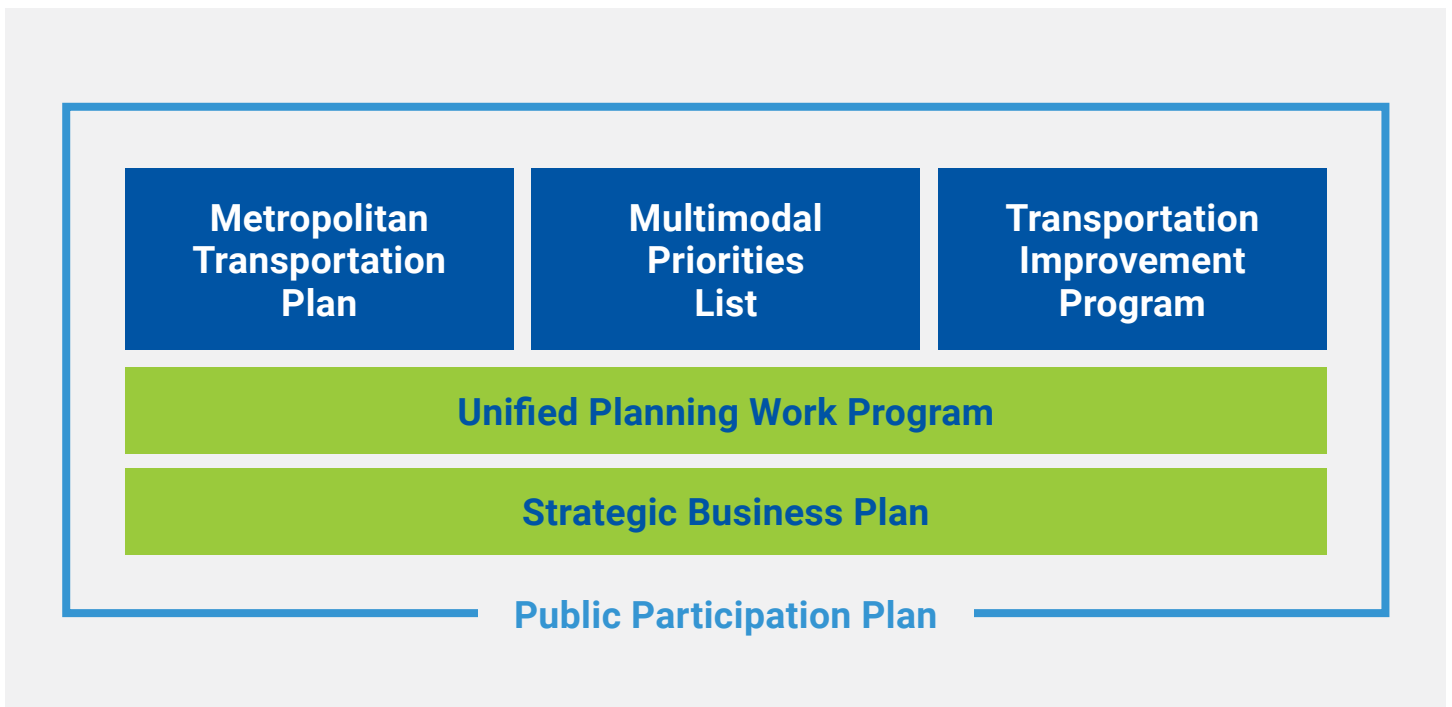 Metropolitan
Transportation
Plan
Multimodal
Priorities
List
Transportation
Improvement
Program
Unified Planning Work Program
Strategic Business Plan
Public Participation Plan